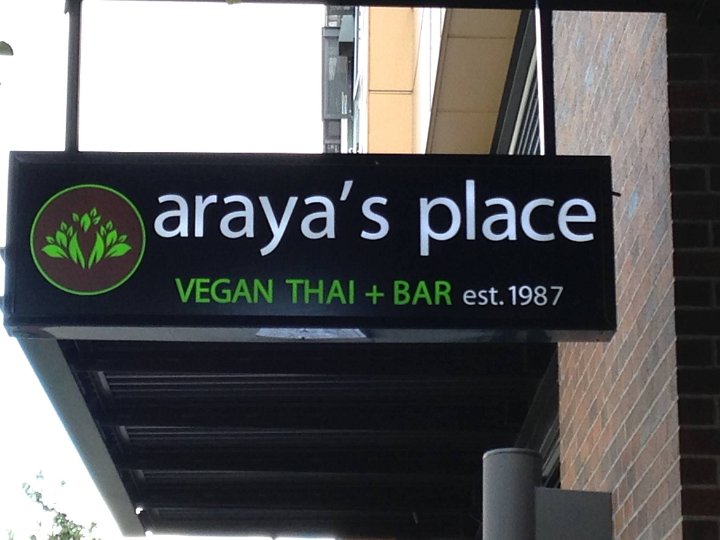 araya's place
VEGAN THAI + BAR est. 1987